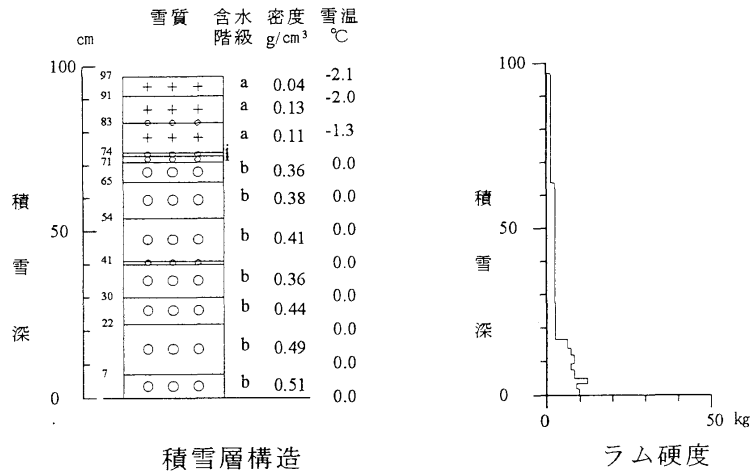 雪質 含水階級 密度 g/cm³ 雪温 ℃
cm
100
97
a 0.04 -2.1
91
a 0.13 -2.0
83
a 0.11 -1.3
74
71
b 0.36 0.0
65
b 0.38 0.0
54
50
b 0.41 0.0
41
b 0.36 0.0
30
b 0.44 0.0
22
b 0.49 0.0
0.0
7
b 0.51 0.0
0
積雪深
積雪層構造
100
50
0
0 50 kg
積雪深
ラム硬度